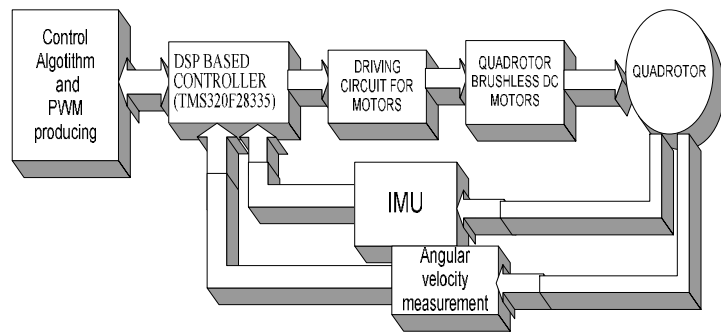 Control
Algotithm
and
PWM
producing
DSP BASED
CONTROLLER
(TMS320F28335)
DRIVING
CIRCUIT FOR
MOTORS
QUADROTOR
BRUSHLESS DC
MOTORS
QUADROTOR
IMU
Angular
velocity
measurement